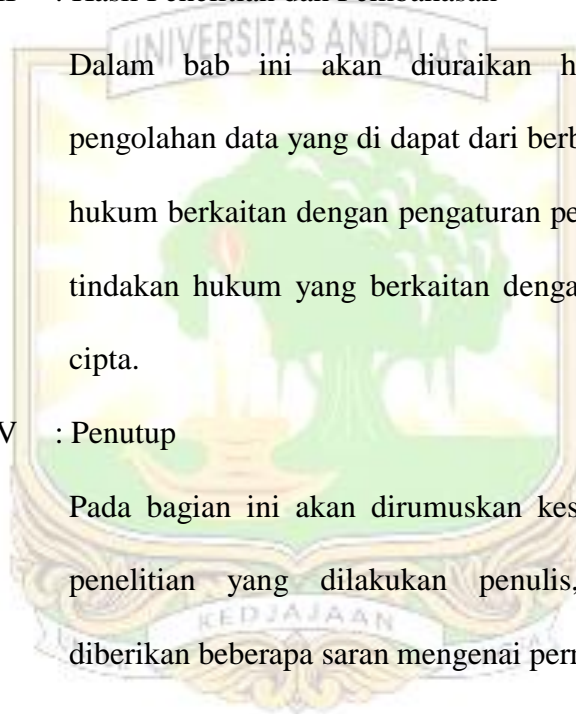 : Hasil Penelitian dan Pembahasan
UNIVERSITAS ANDALAS
Dalam bab ini akan diuraikan h
pengolahan data yang di dapat dari berb
hukum berkaitan dengan pengaturan pe
tindakan hukum yang berkaitan denga
cipta.
V : Penutup
Pada bagian ini akan dirumuskan kes
penelitian yang dilakukan penulis,
KEDJAJAAN
diberikan beberapa saran mengenai per